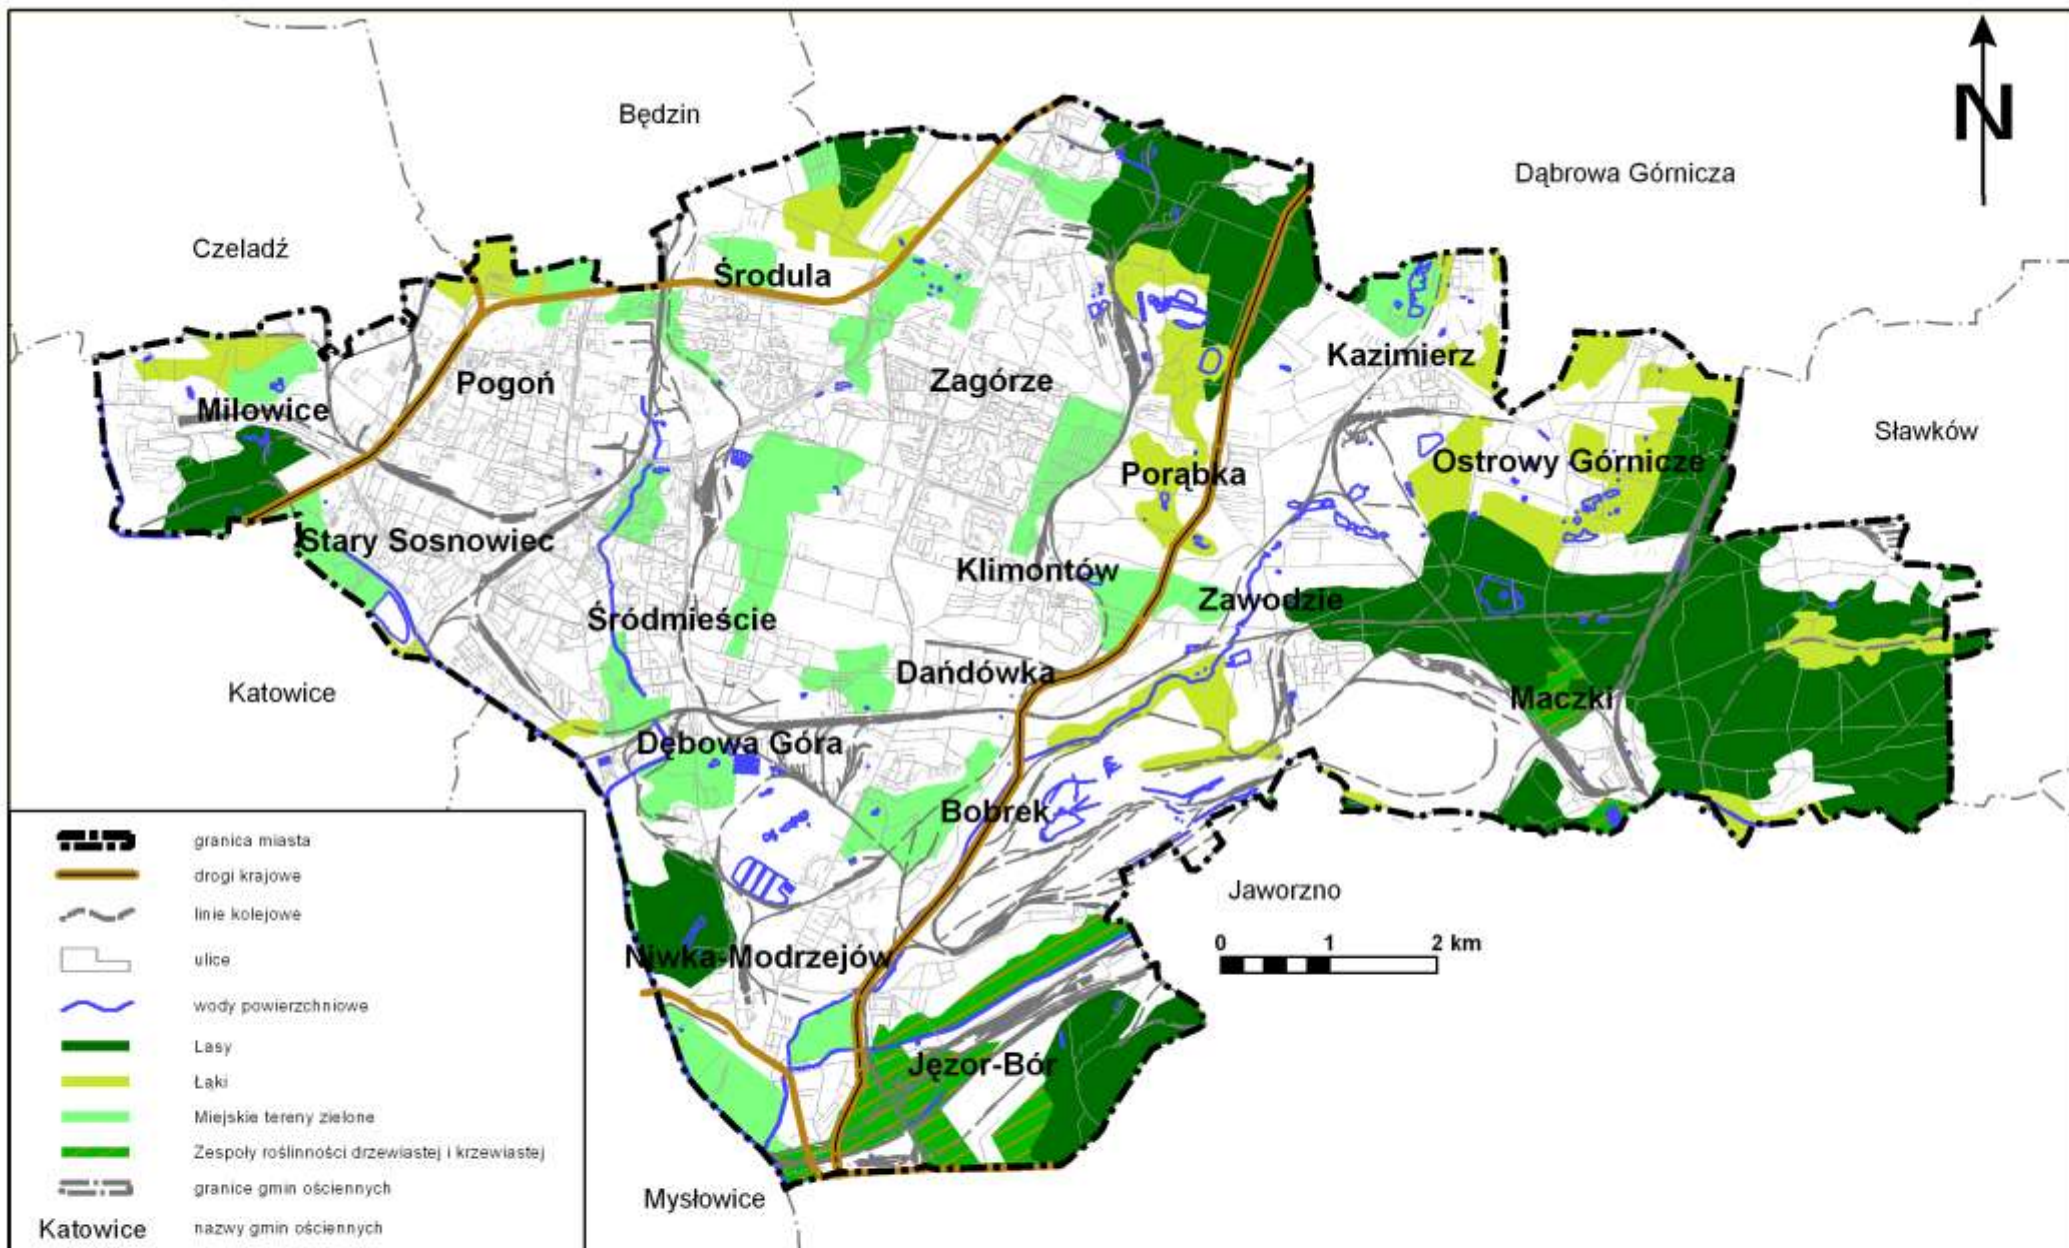 Będzin
N
Dąbrowa Górnicza
Czeladź
Środula
Kazimierz
Pogoń
Zagórze
Milowice
Sławków
Ostrowy Górnicze
Porąbka
Stary Sosnowiec
Klimontów
Zawodzie
Śródmieście
Dańdówka
Katowice
Maczki
Dębowa Góra
Bobrek
Jaworzno
0 1 2 km
Niwka-Modrzejów
Jęzor-Bór
Mysłowice
granica miasta
drogi krajowe
linie kolejowe
ulice
wody powierzchniowe
Lasy
Łąki
Miejskie tereny zielone
Zespoły roślinności drzewiastej i krzewiastej
granice gmin ościennych
Katowice nazwy gmin ościennych